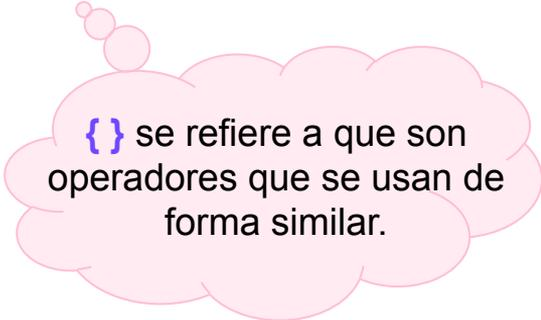 { } se refiere a que son
operadores que se usan de
forma similar.